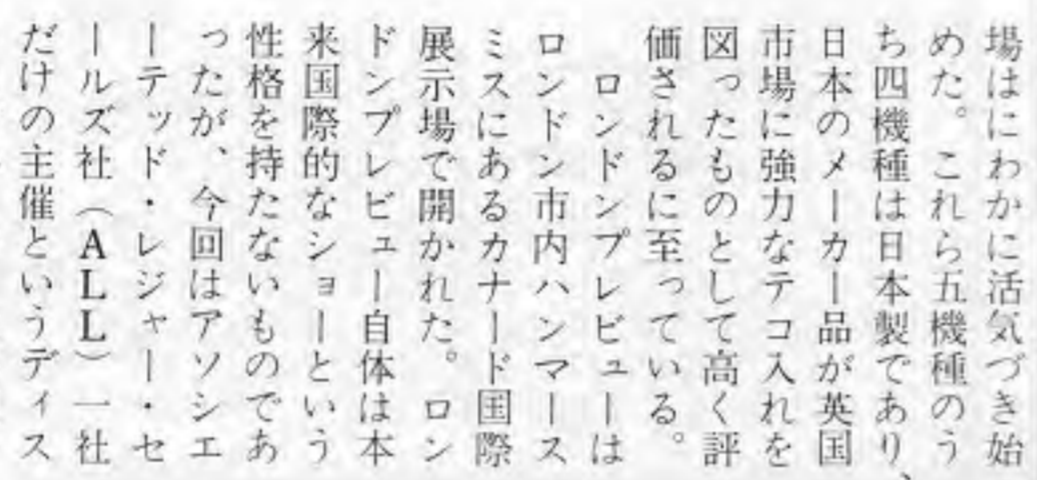 場はにわかに活気づき始
めた。これら五機種のう
ち四機種は日本製であり、
日本のメーカー品が英国
市場に強力なテコ入れを
図ったものとして高く評
価されるに至っている。
ロンドンプレビューは
ロンドン市内ハンマース
ミスにあるカナード国際
展示場で開かれた。ロン
ドンプレビュー自体は本
来国際的なショーという
性格を持たないものであ
ったが、今回はアソシエ
ーテッド・レジャー・セ
ールズ社（ALL）一社
だけの主催というディス